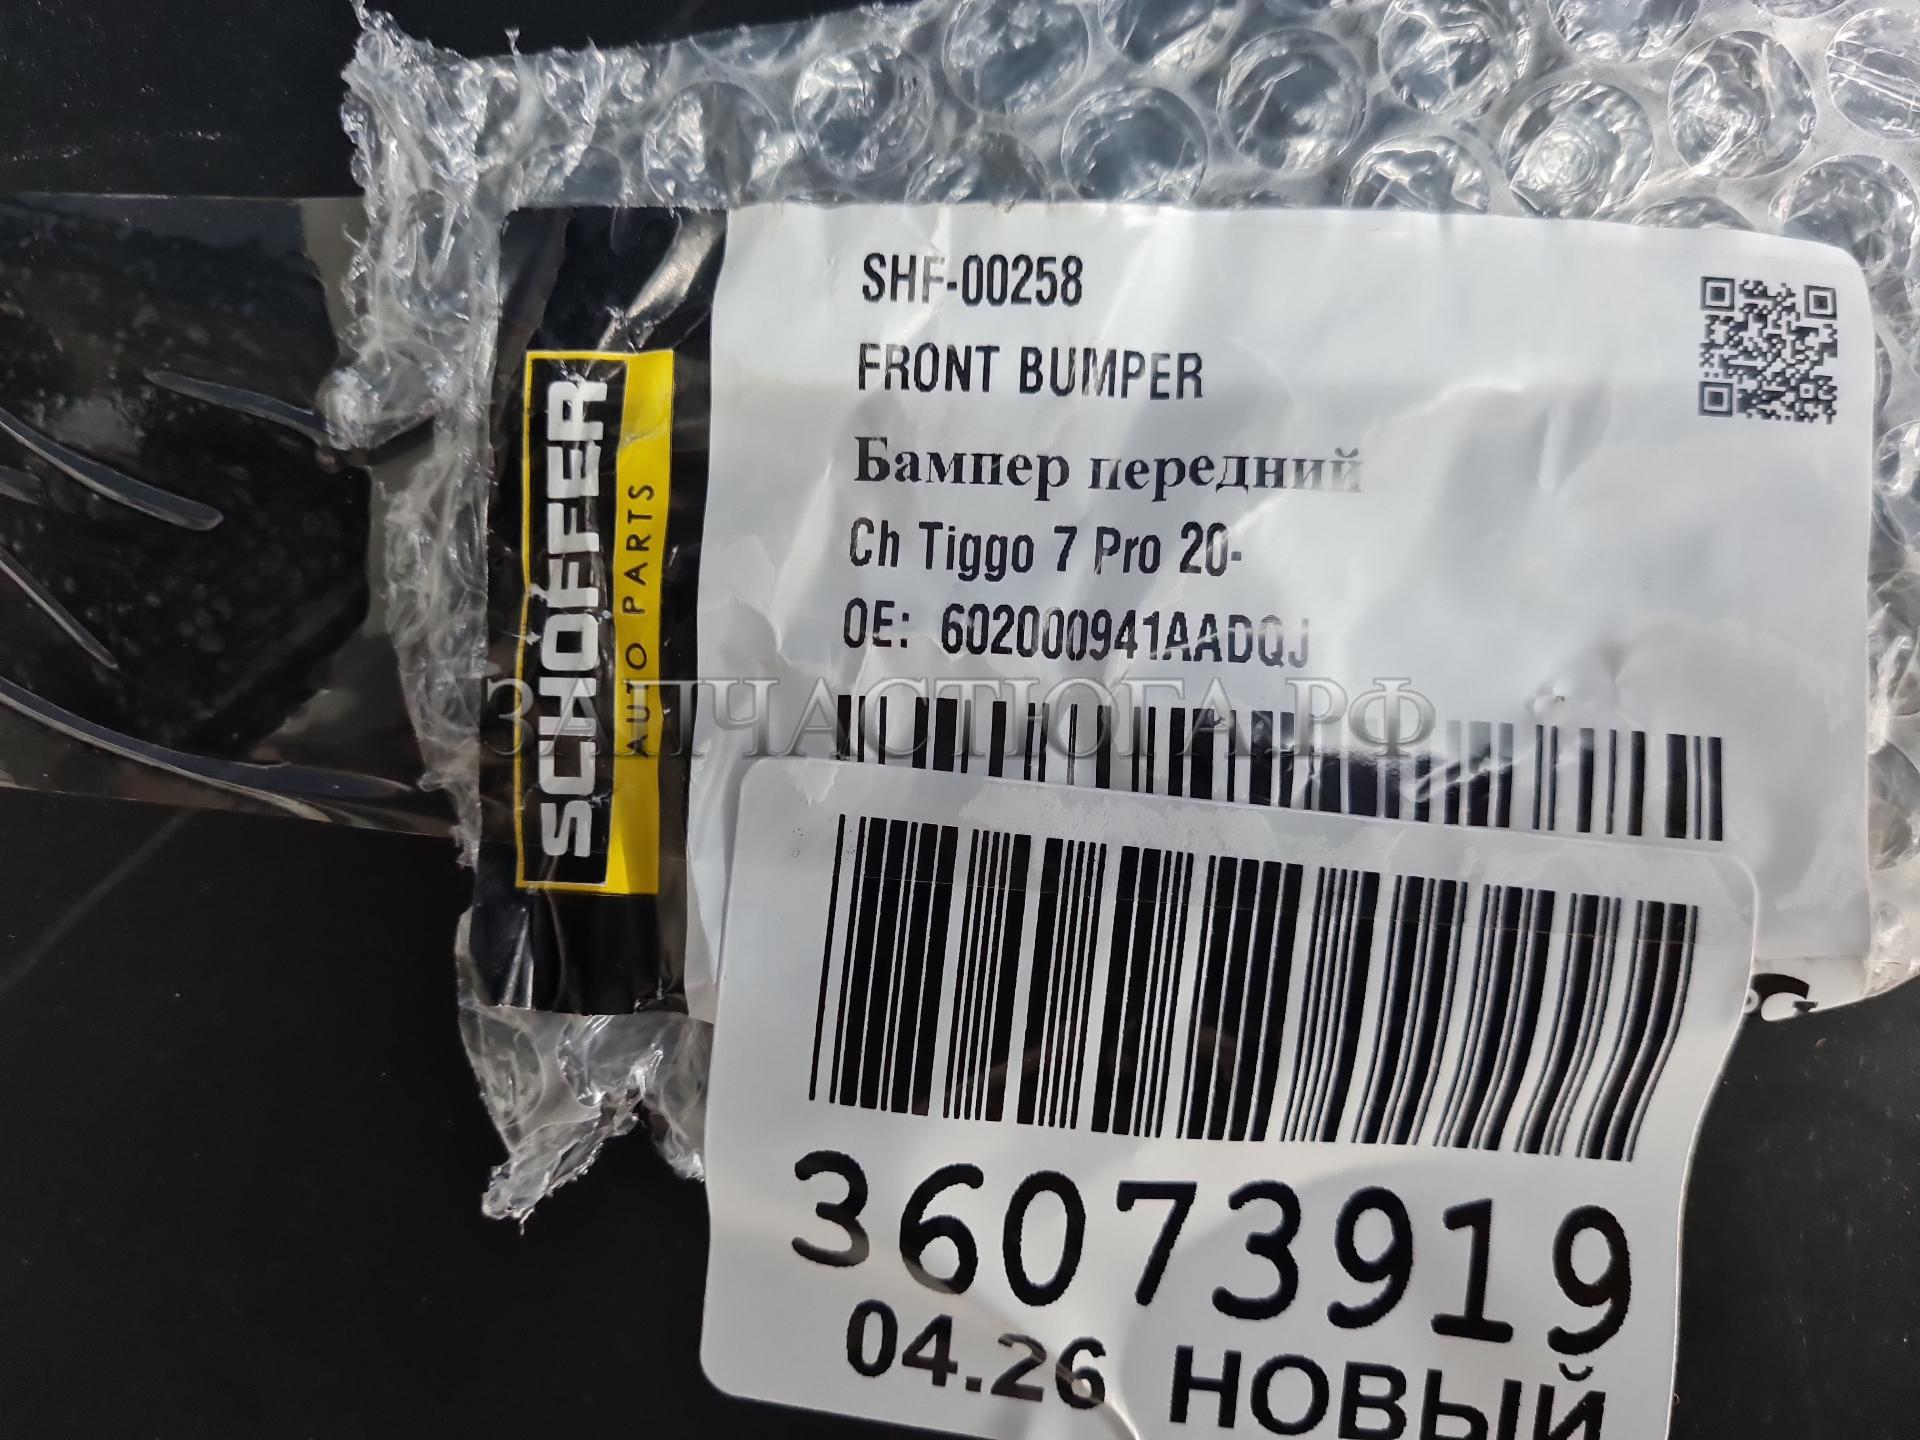 SHF-00258
FRONT BUMPER
Бампер передний
Ch Tiggo 7 Pro 20-
OE: 602000941AADQJ
SCHOFFER
AUTO PARTS
ЗАПЧАСТЮГА.РФ
36073919
04.26 НОВЫЙ